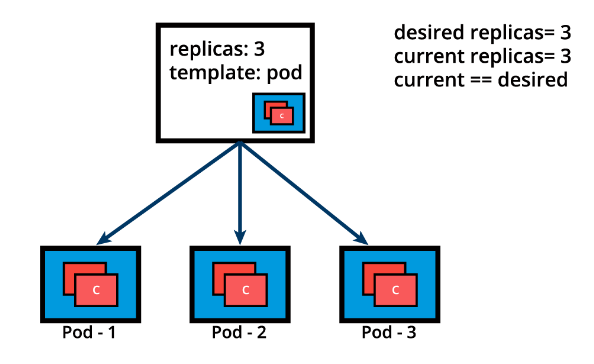 replicas: 3
template: pod
C
desired replicas= 3
current replicas= 3
current == desired
C
C
C
Pod - 1
Pod - 2
Pod - 3